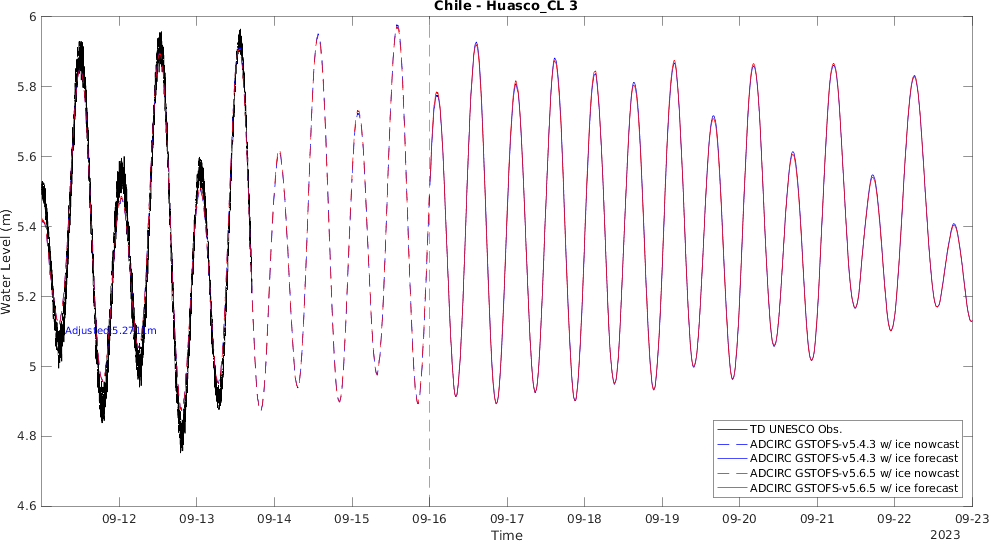 Chile - Huasco_CL 3
6
5.8
5.6
5.4
5.2
5
4.8
4.6
Water Level (m)
Adjusted
TD UNESCO Obs.
ADCIRC GSTOFS-v5.4.3 w/ ice nowcast
ADCIRC GSTOFS-v5.4.3 w/ ice forecast
ADCIRC GSTOFS-v5.6.5 w/ ice nowcast
ADCIRC GSTOFS-v5.6.5 w/ ice forecast
09-12 09-13 09-14 09-15 09-16 09-17 09-18 09-19 09-20 09-21 09-22 09-23
Time
2023